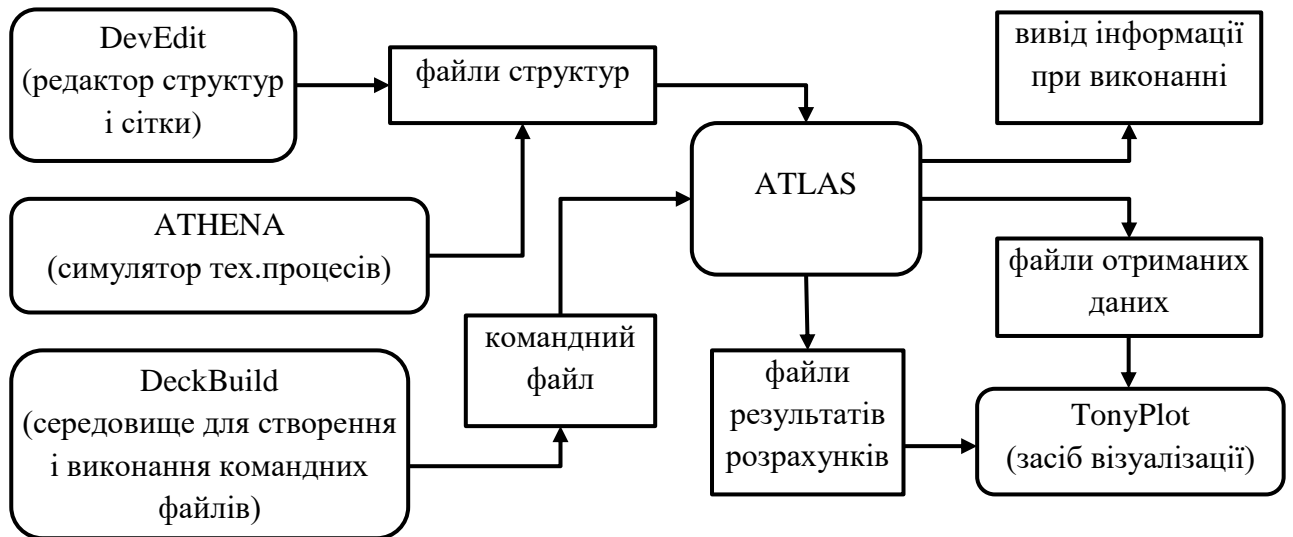 DevEdit
(редактор структур
і сітки)
файли структур
вивід інформації
при виконанні
ATLAS
ATHENA
(симулятор тех.процесів)
файли отриманих
даних
командний
файл
DeckBuild
(середовище для створення
і виконання командних
файлів)
файли
результатів
розрахунків
TonyPlot
(засіб візуалізації)